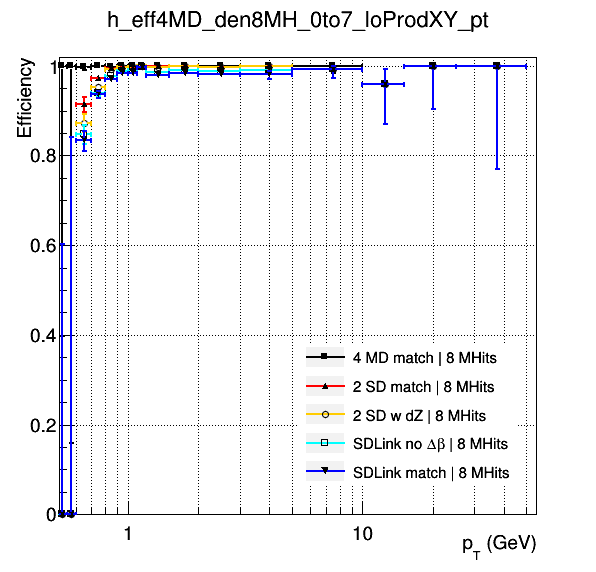 h_eff4MD_den8MH_0to7_loProdXY_pt
Efficiency
1
0.8
0.6
0.4
0.2
0
4 MD match | 8 MHits
2 SD match | 8 MHits
2 SD w dZ | 8 MHits
SDLink no Δβ | 8 MHits
SDLink match | 8 MHits
1
10
p_T (GeV)